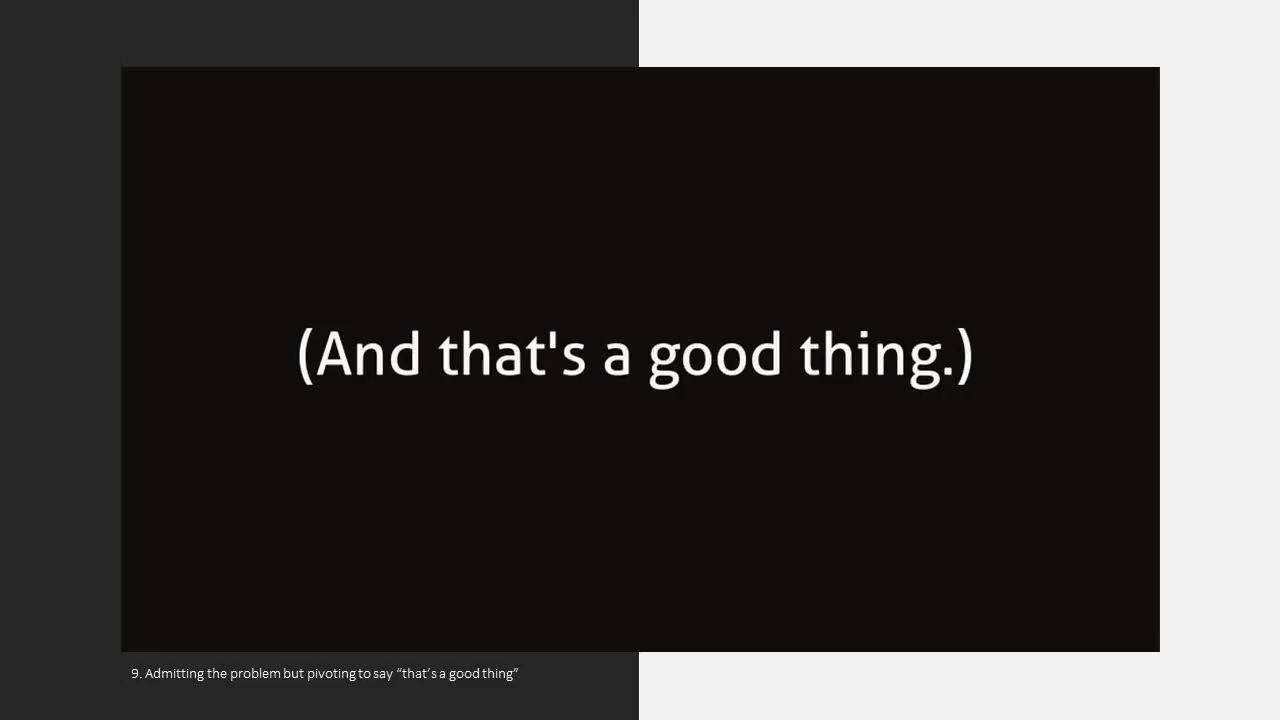 (And that's a good thing.)
9. Admitting the problem but pivoting to say “that’s a good thing”